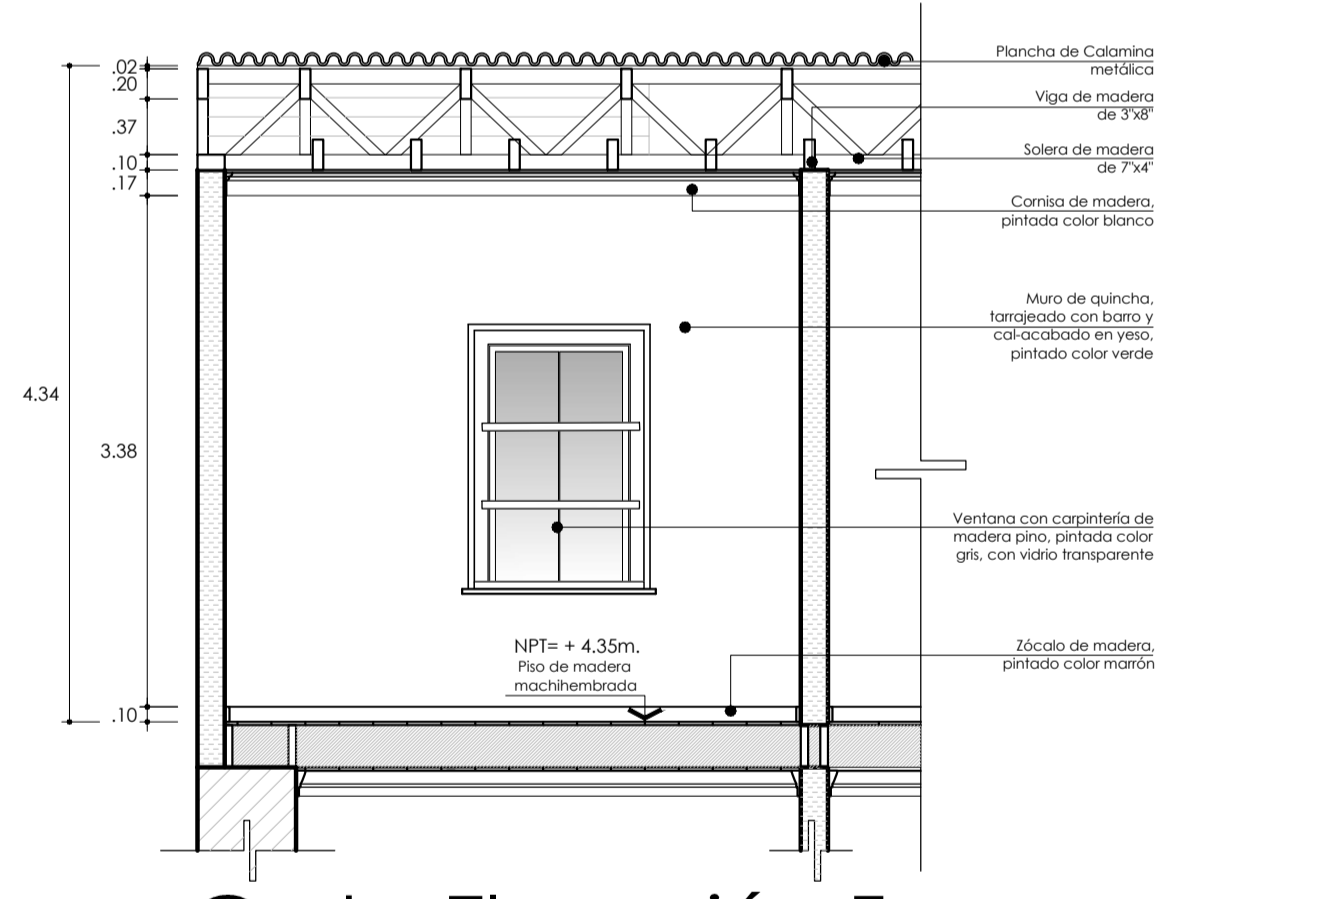 Plancha de Calamina
metálica
Viga de madera
de 3"x8"
Solera de madera
de 7"x4"
Cornisa de madera,
pintada color blanco
Muro de quincha,
tarrajeado con barro y
cal-acabado en yeso,
pintado color verde
Ventana con carpintería de
madera pino, pintada color
gris, con vidrio transparente
Zócalo de madera,
pintado color marrón
.02
.20
.37
.10
.17
4.34
3.38
.10
NPT= + 4.35m.
Piso de madera
machihembrada